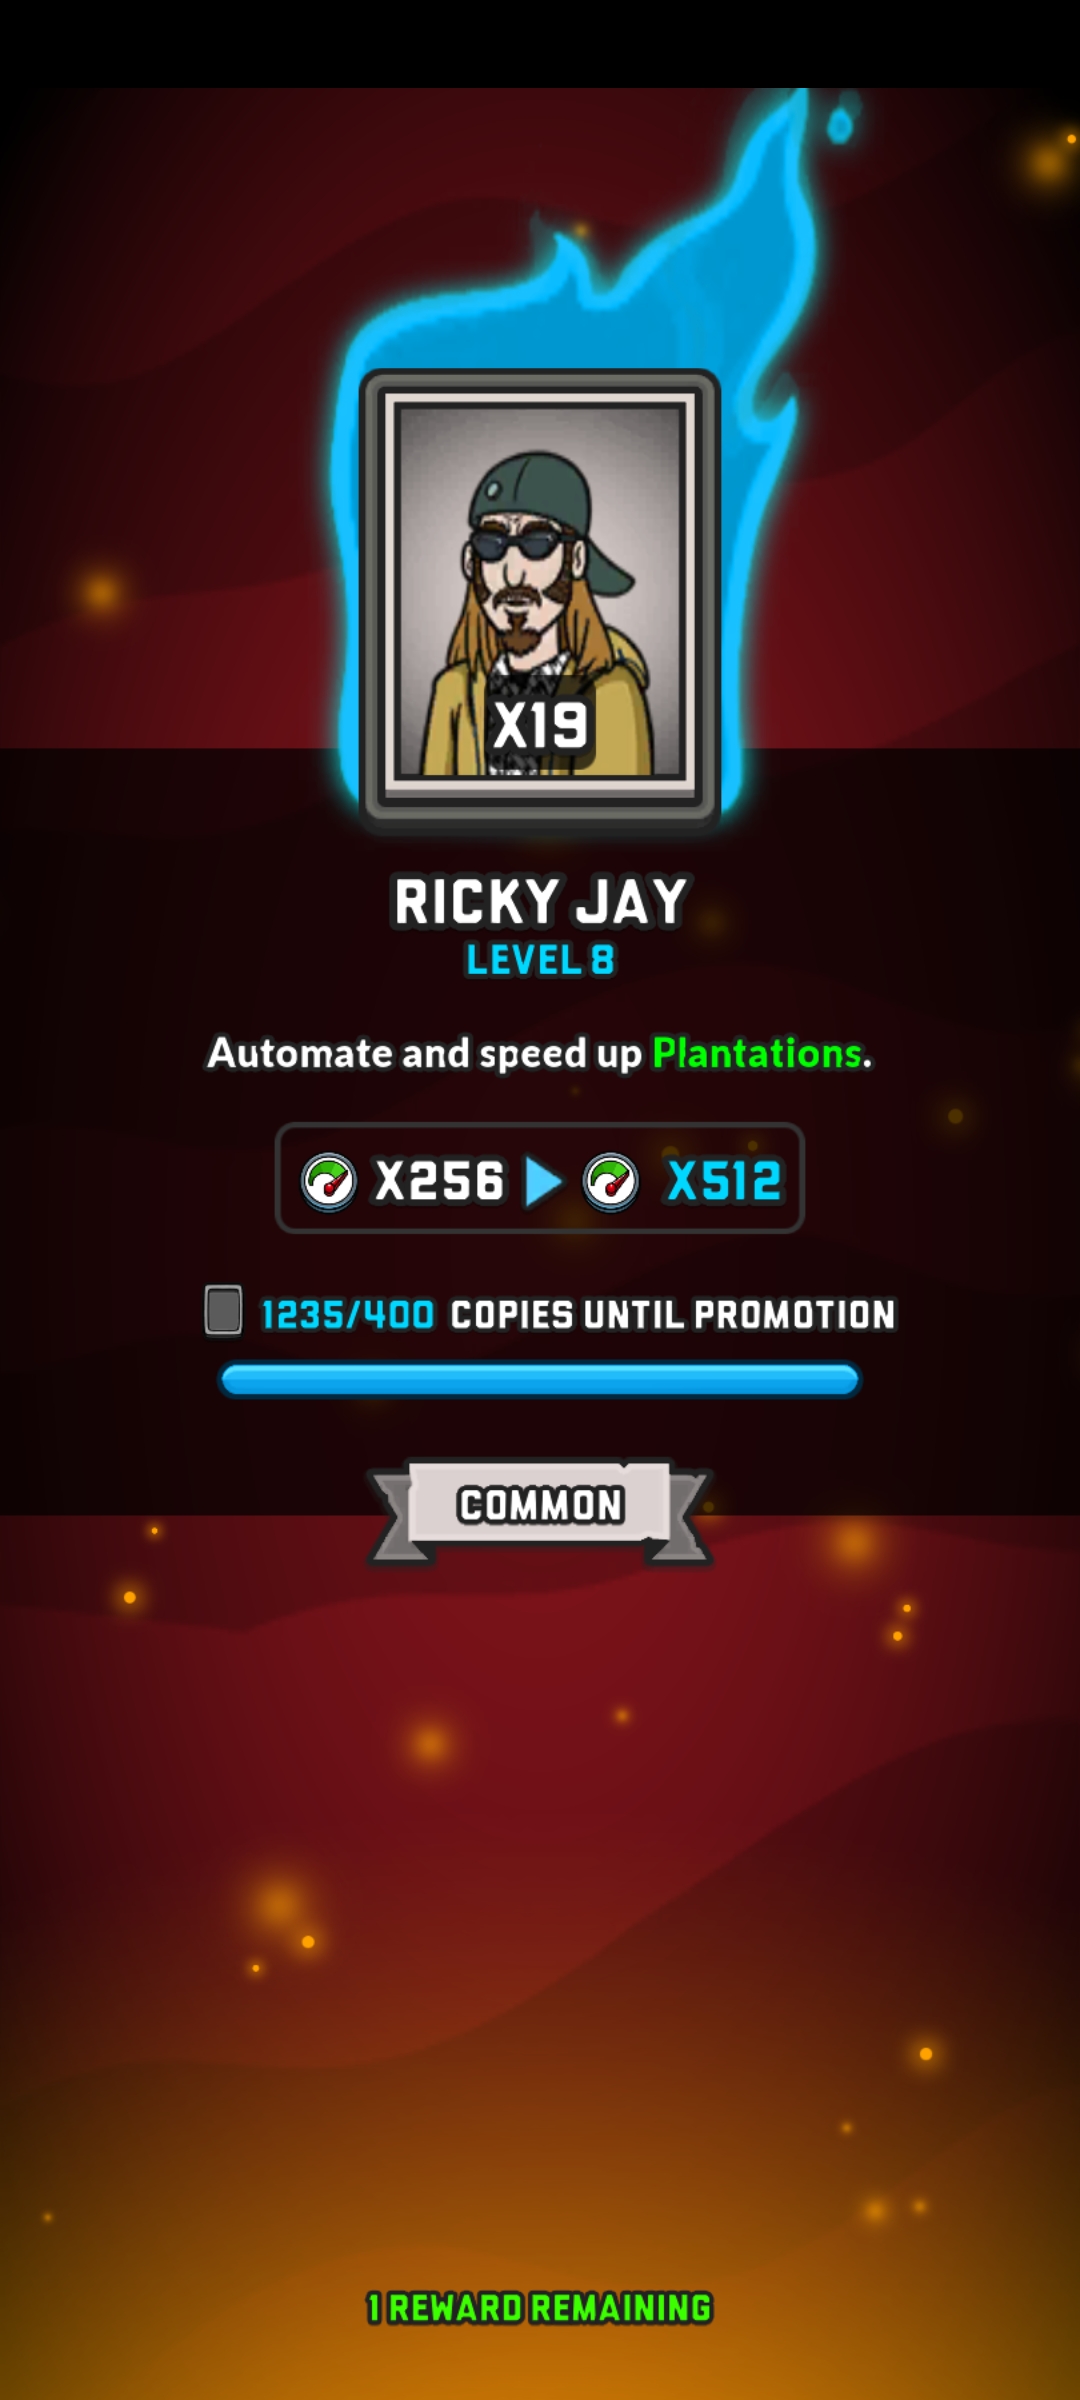 X19
RICKY JAY
LEVEL 8
Automate and speed up Plantations.
X256 X512
1235/400 COPIES UNTIL PROMOTION
COMMON
1 REWARD REMAINING